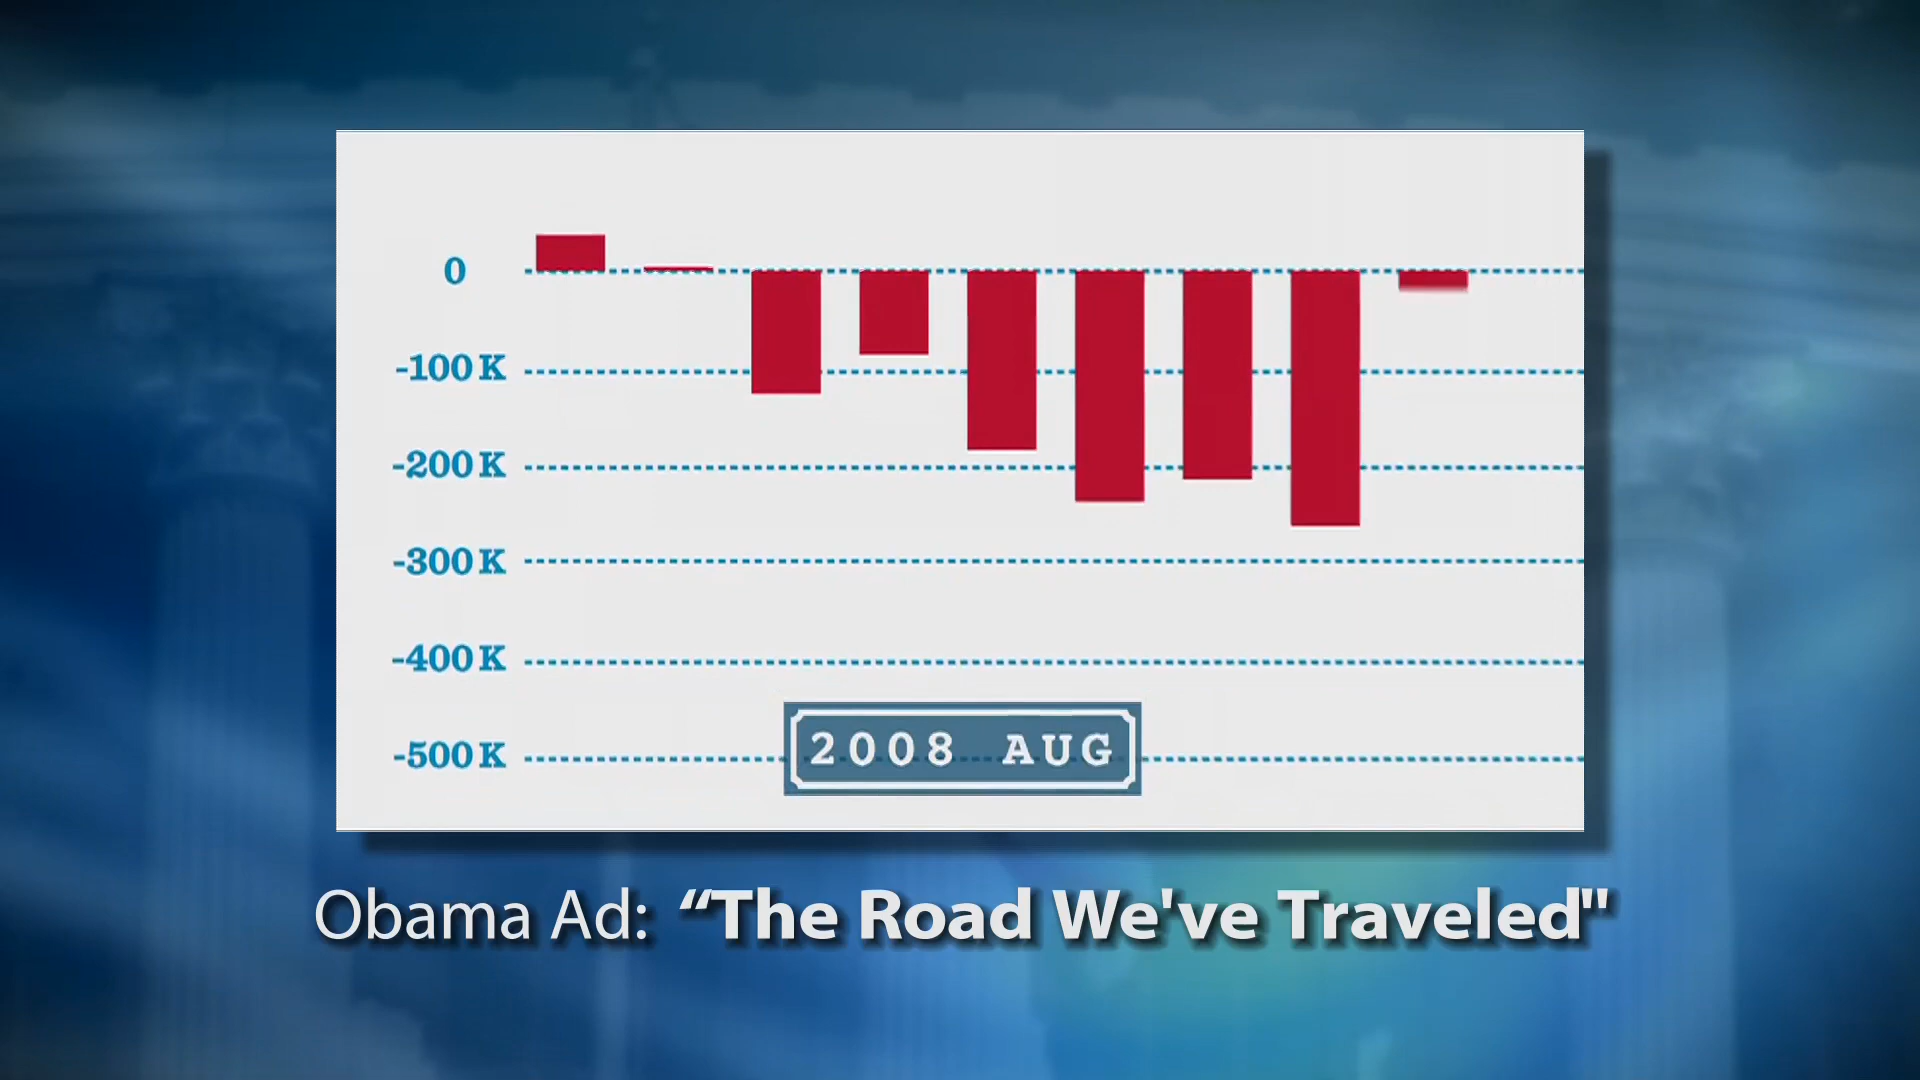 0
-100 K
-200 K
-300 K
-400 K
-500 K
2008 AUG
Obama Ad: “The Road We've Traveled"